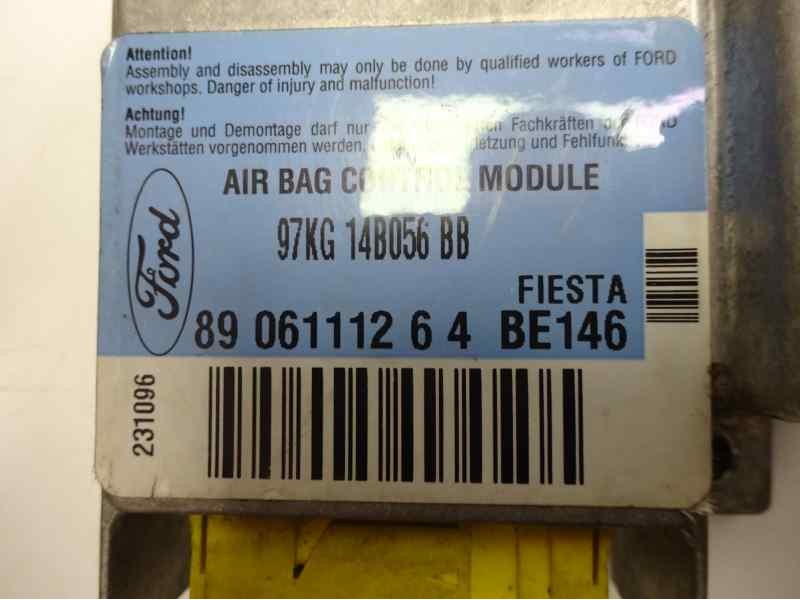 Attention!
Assembly and disassembly may only be done by qualified workers of FORD
workshops. Danger of injury and malfunction!
Achtung!
Montage und Demontage darf nur Fachkräften
Werkstätten vorgenommen werden. und Fehlfunk
AIR BAG CONTROL MODULE
97KG 14B056 BB
Ford
FIESTA
89 0611126 4 BE146
231096